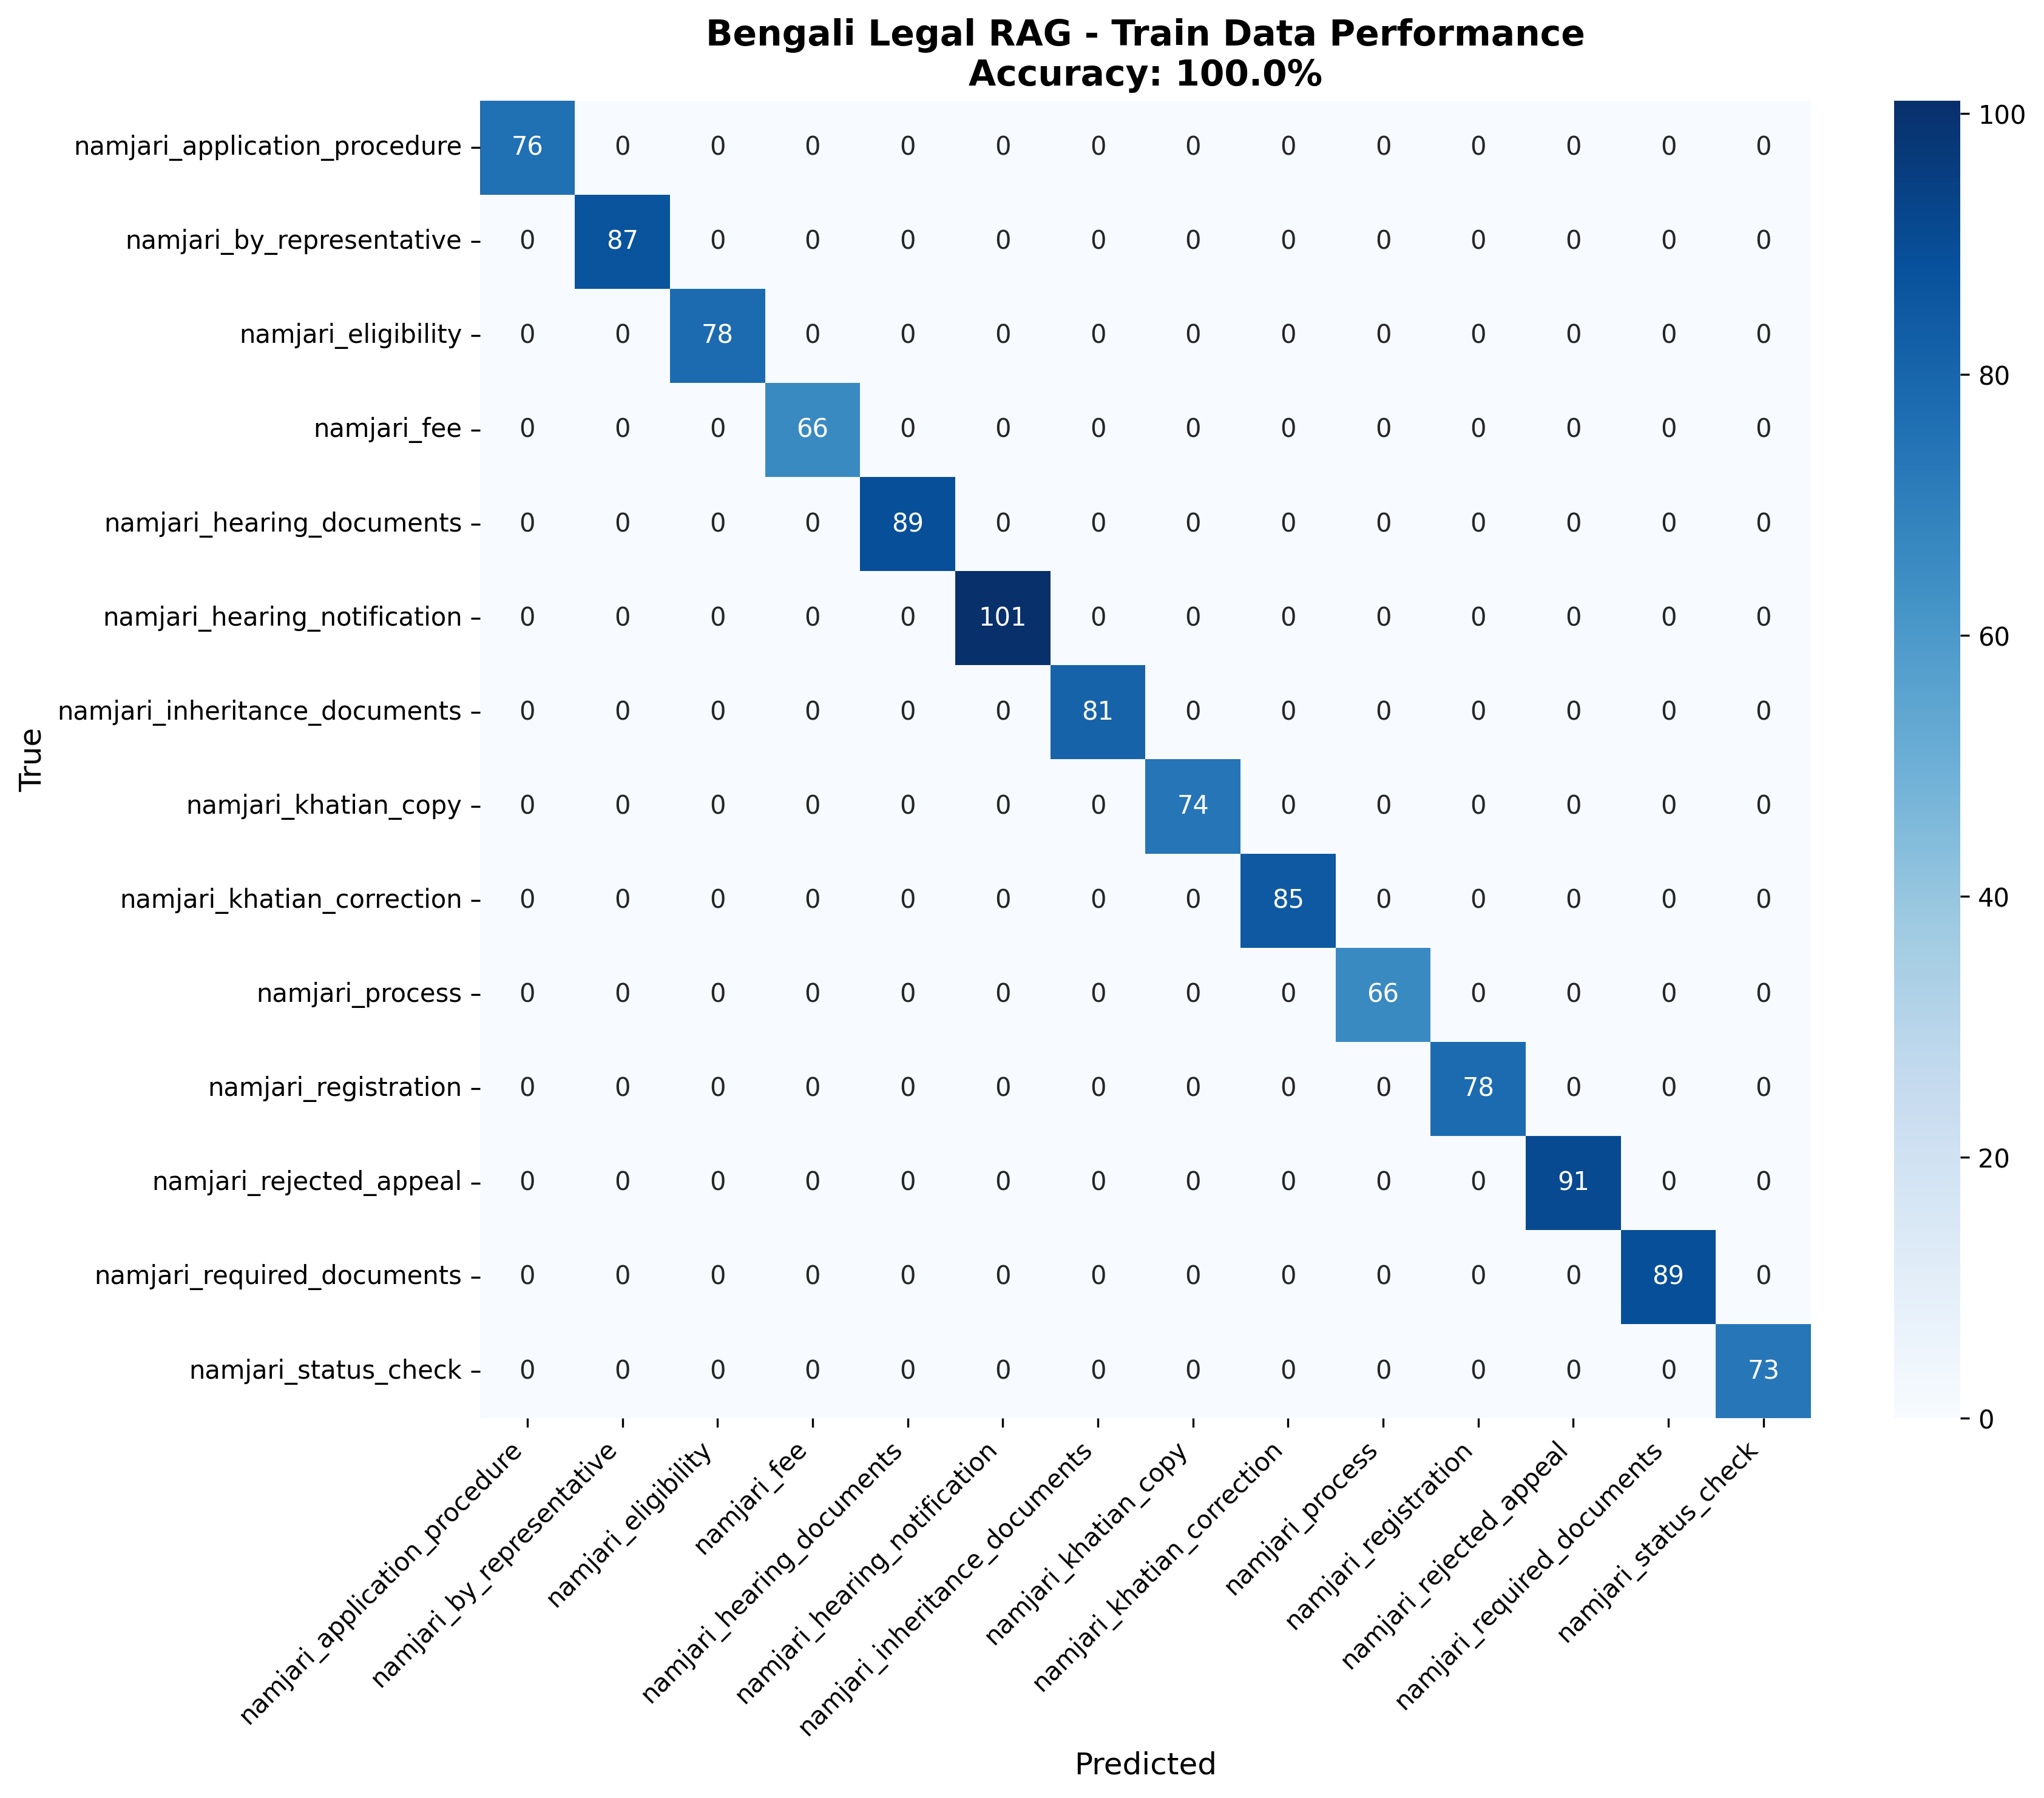 Bengali Legal RAG - Train Data Performance
Accuracy: 100.0%
namjari_application_procedure 76 0 0 0 0 0 0 0 0 0 0 0 0 0
namjari_by_representative 0 87 0 0 0 0 0 0 0 0 0 0 0 0
namjari_eligibility 0 0 78 0 0 0 0 0 0 0 0 0 0 0
namjari_fee 0 0 0 66 0 0 0 0 0 0 0 0 0 0
namjari_hearing_documents 0 0 0 0 89 0 0 0 0 0 0 0 0 0
namjari_hearing_notification 0 0 0 0 0 101 0 0 0 0 0 0 0 0
namjari_inheritance_documents 0 0 0 0 0 0 81 0 0 0 0 0 0 0
namjari_khatian_copy 0 0 0 0 0 0 0 74 0 0 0 0 0 0
namjari_khatian_correction 0 0 0 0 0 0 0 0 85 0 0 0 0 0
namjari_process 0 0 0 0 0 0 0 0 0 66 0 0 0 0
namjari_registration 0 0 0 0 0 0 0 0 0 0 78 0 0 0
namjari_rejected_appeal 0 0 0 0 0 0 0 0 0 0 0 91 0 0
namjari_required_documents 0 0 0 0 0 0 0 0 0 0 0 0 89 0
namjari_status_check 0 0 0 0 0 0 0 0 0 0 0 0 0 73
True
namjari_application_procedure
namjari_by_representative
namjari_eligibility
namjari_fee
namjari_hearing_documents
namjari_hearing_notification
namjari_inheritance_documents
namjari_khatian_copy
namjari_khatian_correction
namjari_process
namjari_registration
namjari_rejected_appeal
namjari_required_documents
namjari_status_check
Predicted
100
80
60
40
20
0